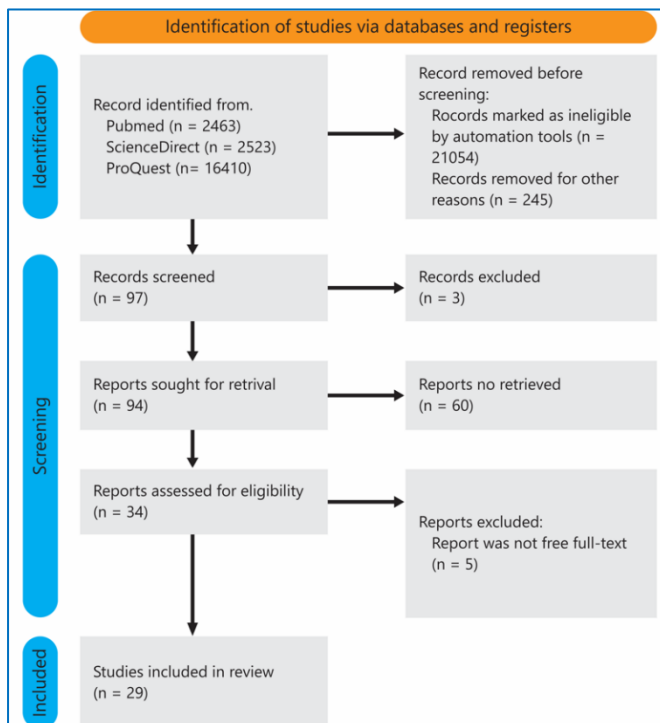 Identification of studies via databases and registers
Identification
Record identified from.
Pubmed (n = 2463)
ScienceDirect (n = 2523)
ProQuest (n= 16410)
Record removed before
screening:
Rocords marked as ineligible
by automation tools (n =
21054)
Records removed for other
reasons (n = 245)
Screening
Records screened
(n = 97)
Records excluded
(n = 3)
Reports sought for retrival
(n = 94)
Reports no retrieved
(n = 60)
Reports assessed for eligibility
(n = 34)
Reports excluded:
Report was not free full-text
(n = 5)
Included
Studies included in review
(n = 29)